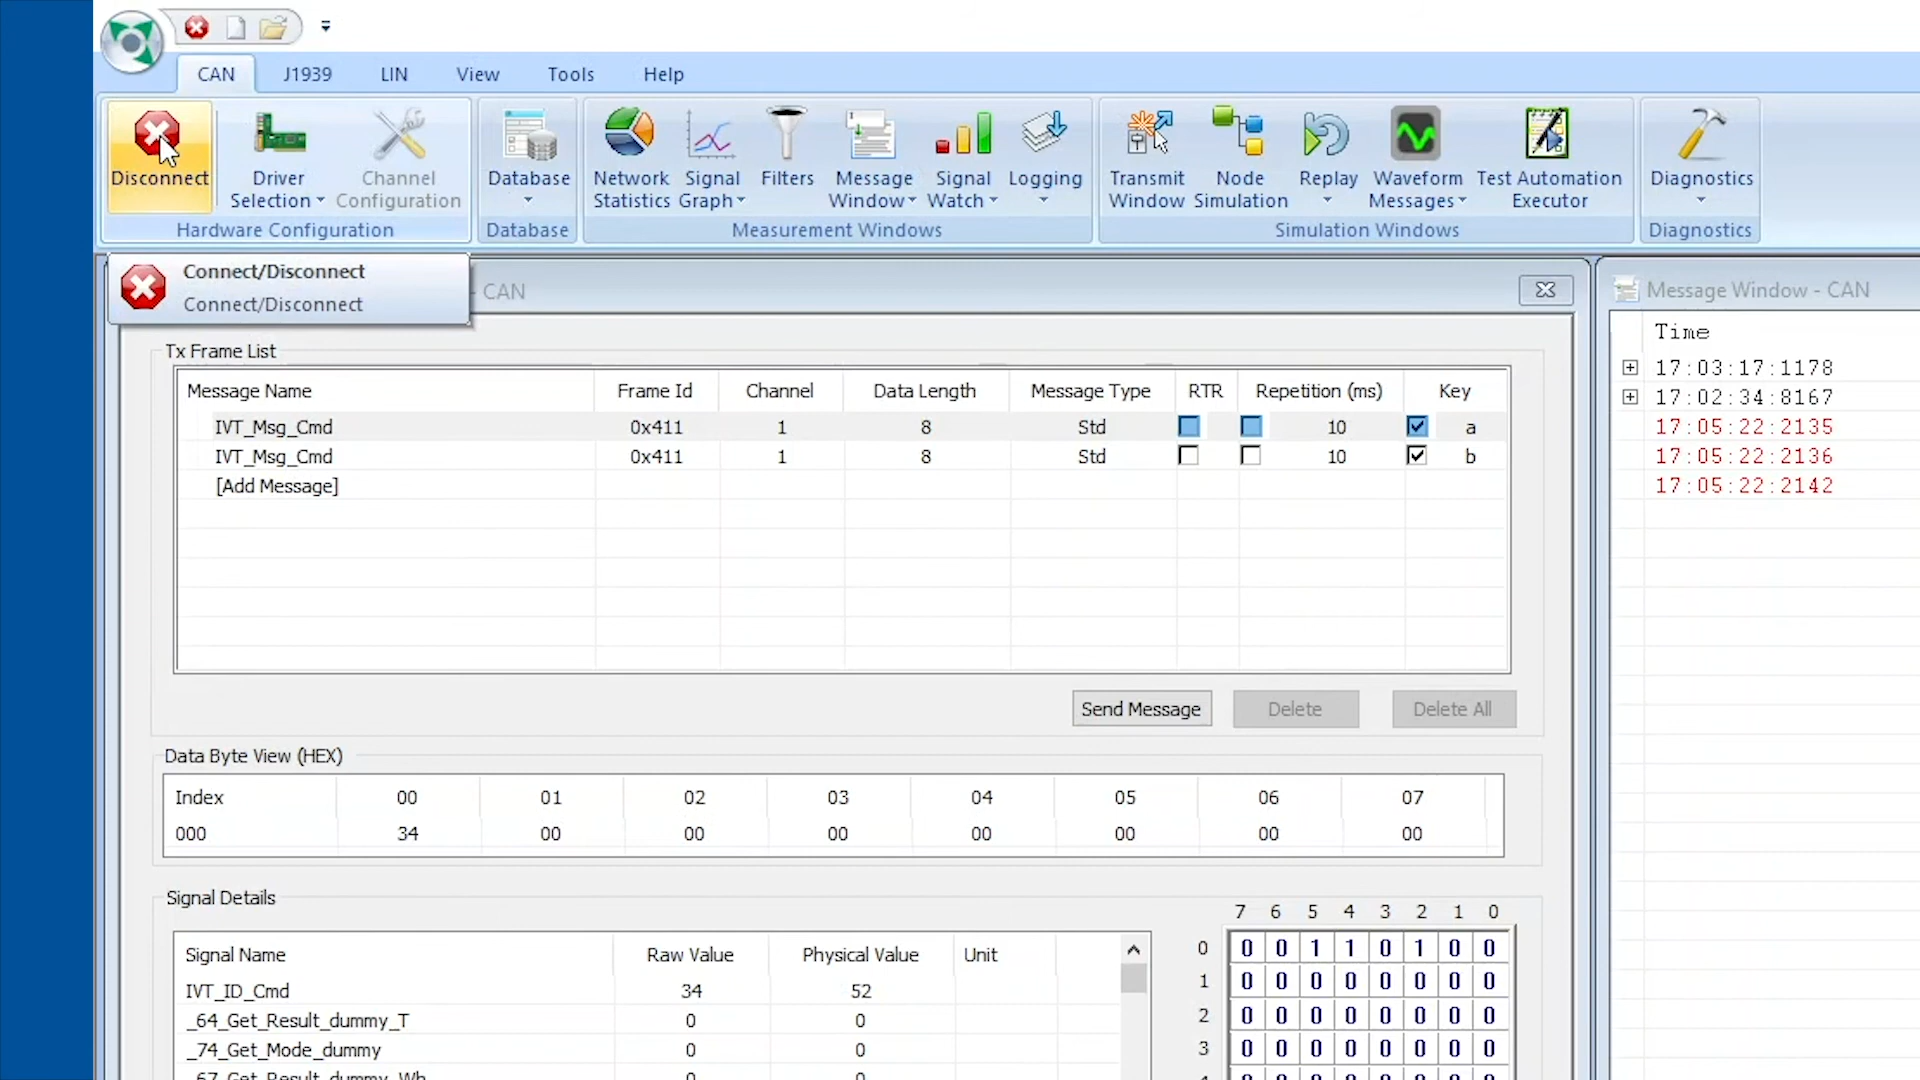 CAN J1939 LIN View Tools Help
Disconnect
Driver Selection
Channel Configuration
Hardware Configuration
Database
Database
Network Statistics
Signal Graph
Filters
Message Window
Signal Watch
Logging
Measurement Windows
Transmit Window
Node Simulation
Replay
Waveform Messages
Test Automation Executor
Simulation Windows
Diagnostics
Diagnostics
Connect/Disconnect
Connect/Disconnect
- CAN
Tx Frame List
Message Name Frame Id Channel Data Length Message Type RTR Repetition (ms) Key
IVT_Msg_Cmd 0x411 1 8 Std 10 a
IVT_Msg_Cmd 0x411 1 8 Std 10 b
[Add Message]
Send Message Delete Delete All
Data Byte View (HEX)
Index 00 01 02 03 04 05 06 07
000 34 00 00 00 00 00 00 00
Signal Details
Signal Name Raw Value Physical Value Unit
IVT_ID_Cmd 34 52
_64_Get_Result_dummy_T 0 0
_74_Get_Mode_dummy 0 0
_67_Get_Result_dummy_Wh 0 0
7 6 5 4 3 2 1 0
0 0 0 1 1 0 1 0 0
1 0 0 0 0 0 0 0 0
2 0 0 0 0 0 0 0 0
3 0 0 0 0 0 0 0 0
Message Window - CAN
Time
17:03:17:1178
17:02:34:8167
17:05:22:2135
17:05:22:2136
17:05:22:2142